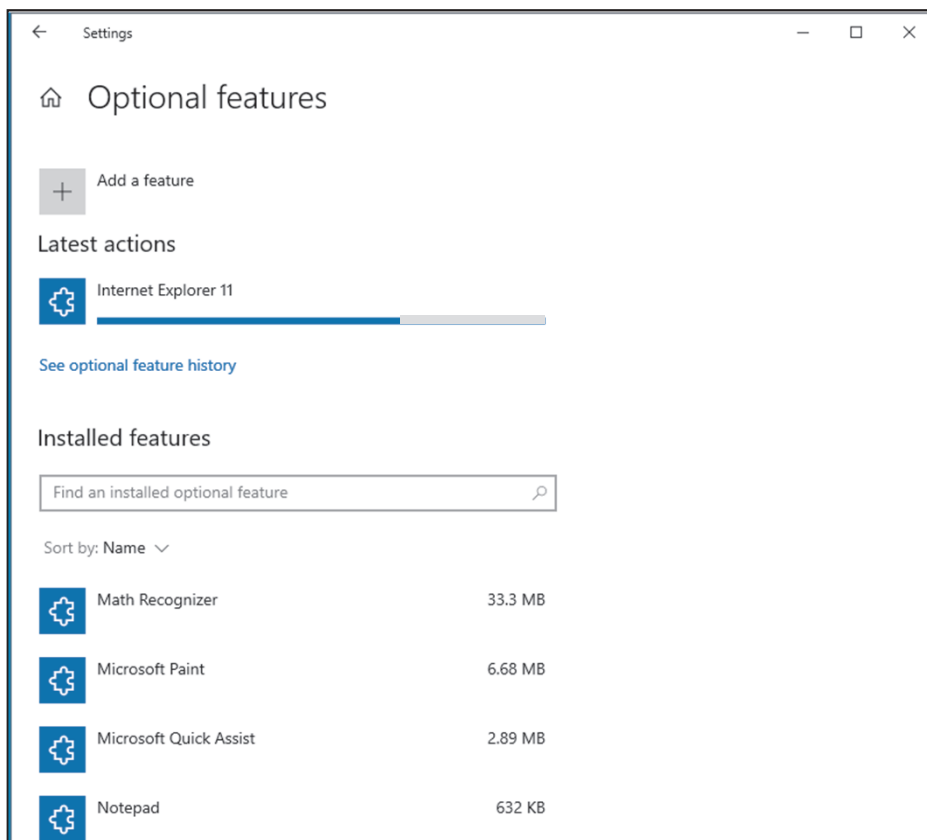 Settings
Optional features
Add a feature
Latest actions
Internet Explorer 11
See optional feature history
Installed features
Find an installed optional feature
Sort by: Name
Math Recognizer 33.3 MB
Microsoft Paint 6.68 MB
Microsoft Quick Assist 2.89 MB
Notepad 632 KB